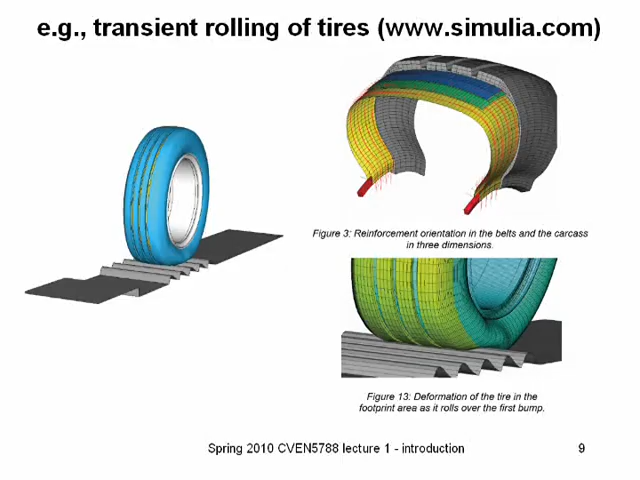 e.g., transient rolling of tires (www.simulia.com)
Figure 3: Reinforcement orientation in the belts and the carcass
in three dimensions.
Figure 13: Deformation of the tire in the
footprint area as it rolls over the first bump.
Spring 2010 CVEN5788 lecture 1 - introduction
9